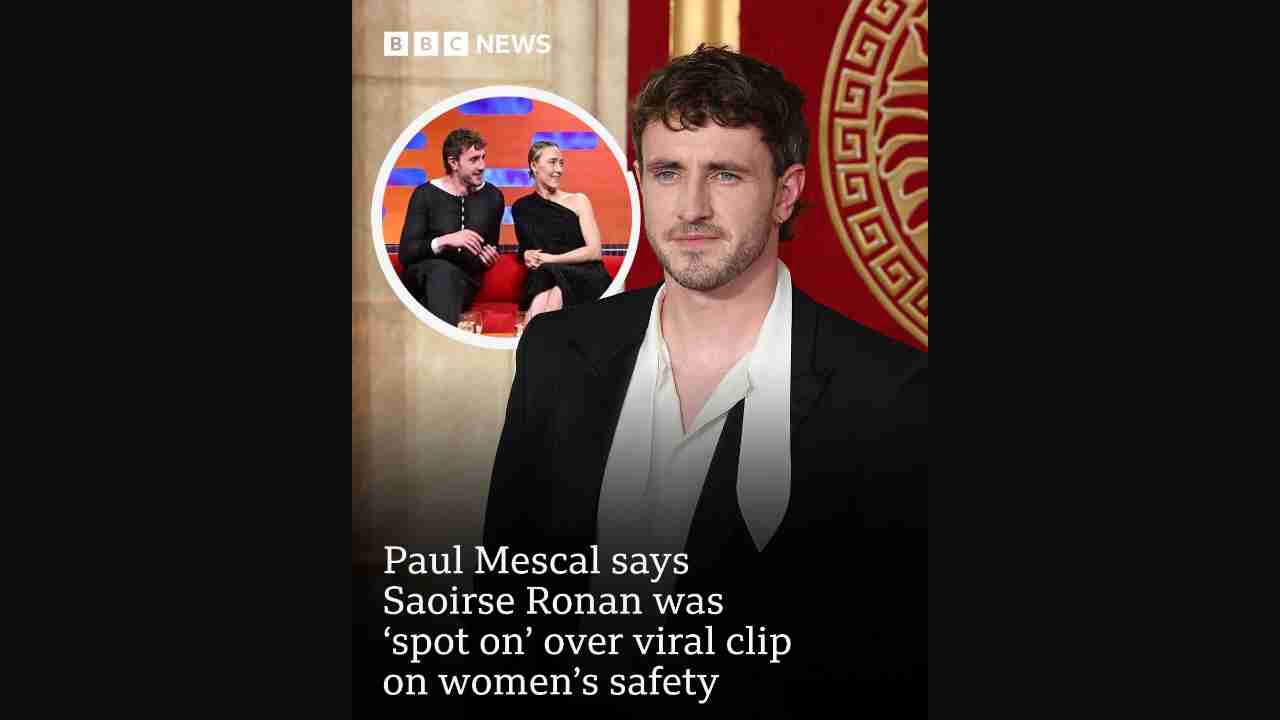 BBC NEWS
Paul Mescal says
Saoirse Ronan was
‘spot on’ over viral clip
on women’s safety